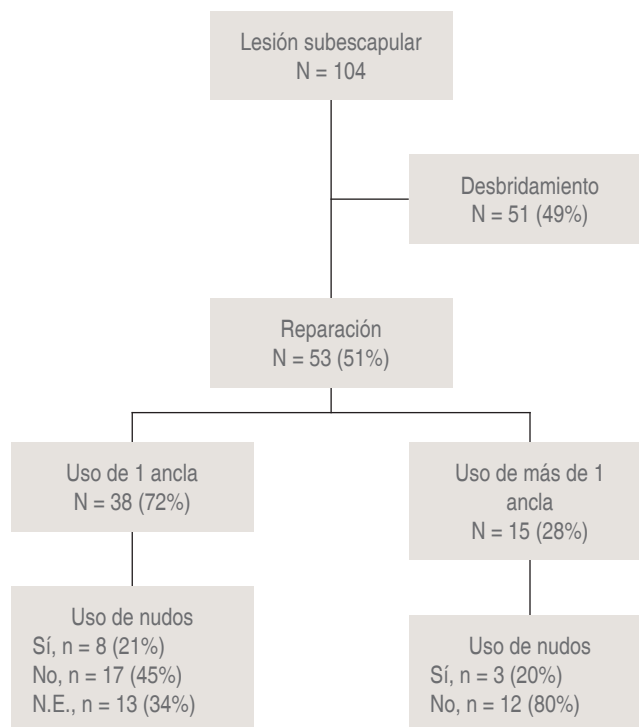 Lesión subescapular
N = 104
Desbridamiento
N = 51 (49%)
Reparación
N = 53 (51%)
Uso de 1 ancla
N = 38 (72%)
Uso de más de 1
ancla
N = 15 (28%)
Uso de nudos
Sí, n = 8 (21%)
No, n = 17 (45%)
N.E., n = 13 (34%)
Uso de nudos
Sí, n = 3 (20%)
No, n = 12 (80%)